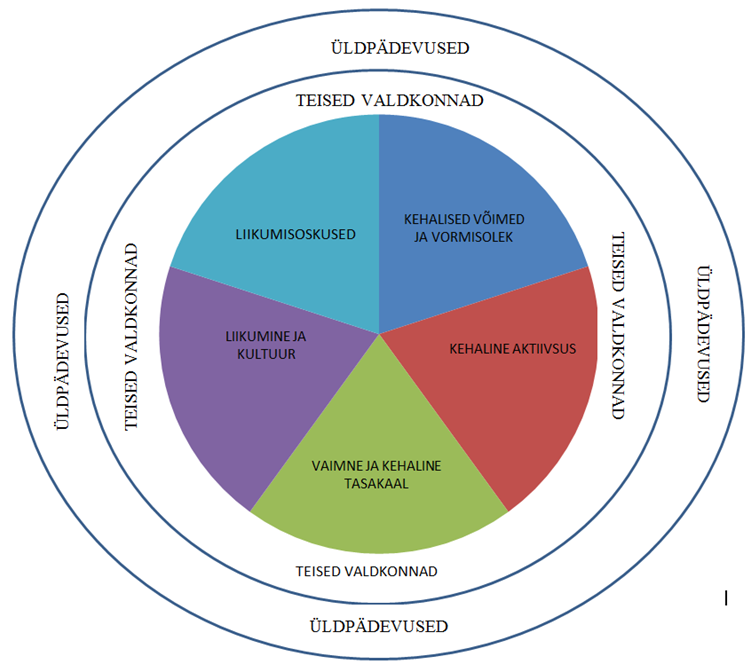 ÜLDPÄDEVUSED
TEISED VALDKONNAD
KEHALISED VÕIMED
JA VORMISOLEK
LIIKUMISOSKUSED
TEISED VALDKONNAD
TEISED VALDKONNAD
ÜLDPÄDEVUSED
ÜLDPÄDEVUSED
LIIKUMINE JA
KULTUUR
KEHALINE AKTIIVSUS
VAIMNE JA KEHALINE
TASAKAAL
TEISED VALDKONNAD
ÜLDPÄDEVUSED